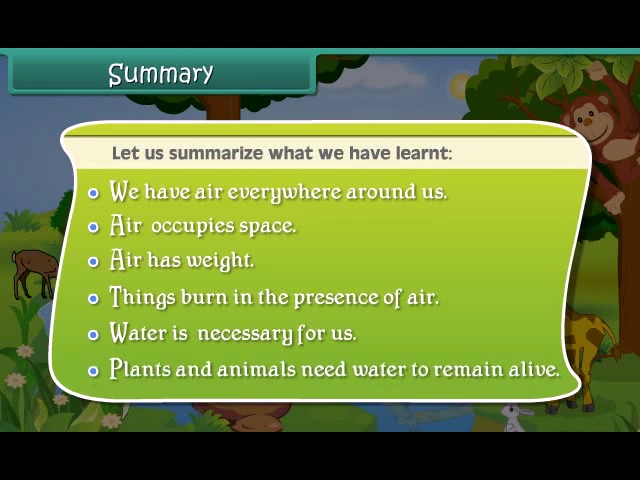 Summary
Let us summarize what we have learnt:
We have air everywhere around us.
Air occupies space.
Air has weight.
Things burn in the presence of air.
Water is necessary for us.
Plants and animals need water to remain alive.